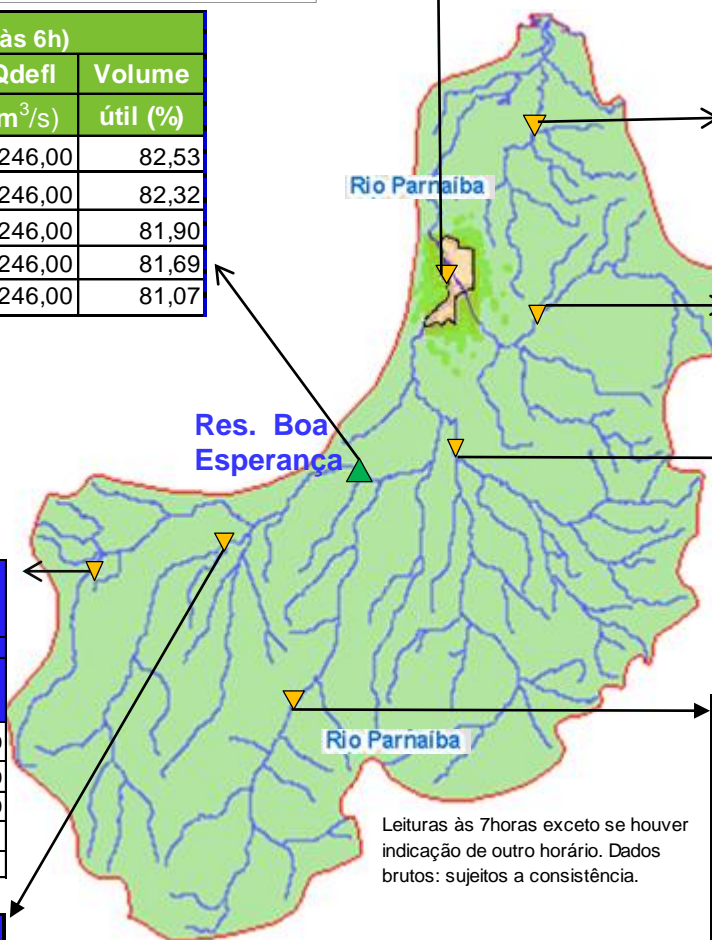 às 6h)
Qdefl Volume
m³/s) útil (%)
246,00 82,53
246,00 82,32
246,00 81,90
246,00 81,69
246,00 81,07
Rio Parnaíba
Res. Boa
Esperança
Rio Parnaíba
Leituras às 7horas exceto se houver
indicação de outro horário. Dados
brutos: sujeitos a consistência.